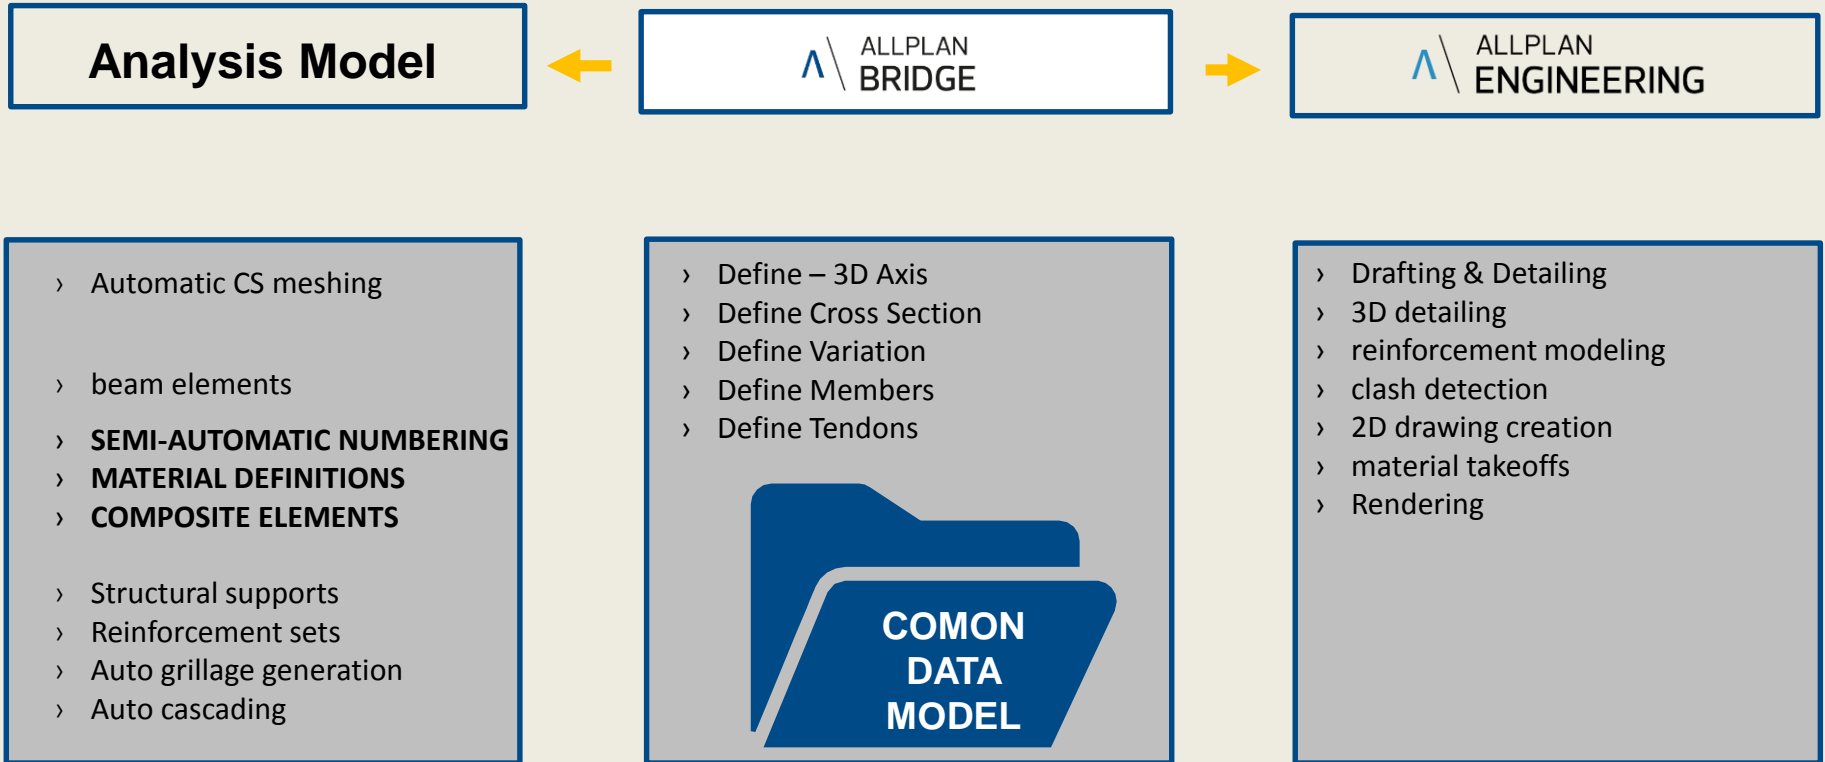 Analysis Model
ALLPLAN
BRIDGE
ALLPLAN
ENGINEERING
› Automatic CS meshing
› beam elements
› SEMI-AUTOMATIC NUMBERING
› MATERIAL DEFINITIONS
› COMPOSITE ELEMENTS
› Structural supports
› Reinforcement sets
› Auto grillage generation
› Auto cascading
› Define – 3D Axis
› Define Cross Section
› Define Variation
› Define Members
› Define Tendons
COMON
DATA
MODEL
› Drafting & Detailing
› 3D detailing
› reinforcement modeling
› clash detection
› 2D drawing creation
› material takeoffs
› Rendering